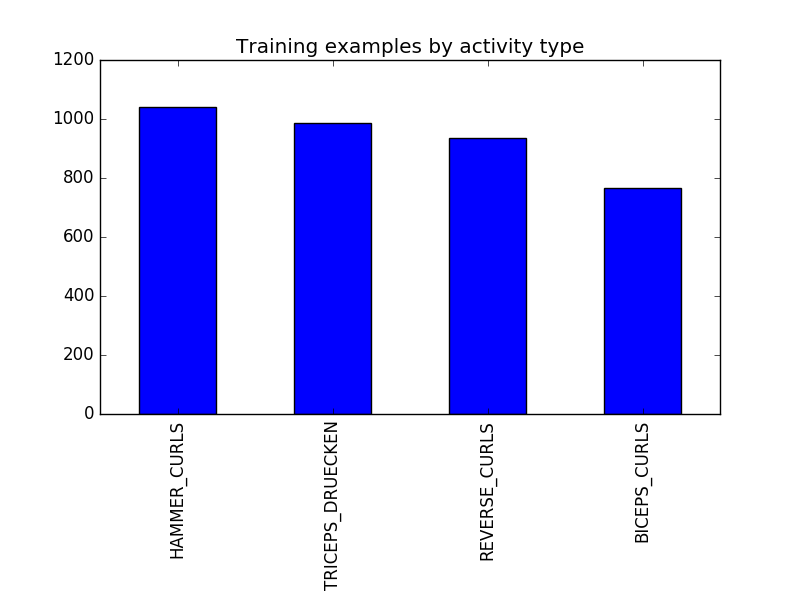 Training examples by activity type
1200
1000
800
600
400
200
0
HAMMER_CURLS
TRICEPS_DRUECKEN
REVERSE_CURLS
BICEPS_CURLS